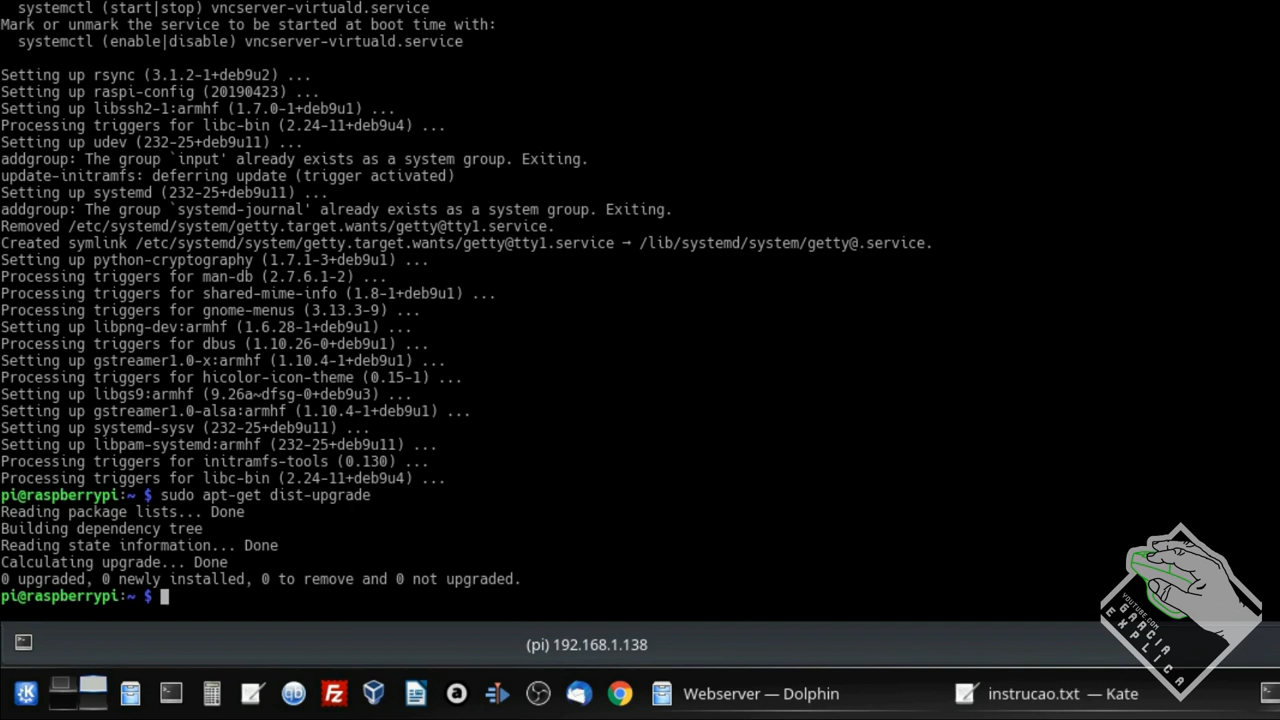 systemctl (start|stop) vncserver-virtuald.service
Mark or unmark the service to be started at boot time with:
systemctl (enable|disable) vncserver-virtuald.service
Setting up rsync (3.1.2-1+deb9u2) ...
Setting up raspi-config (20190423) ...
Setting up libssh2-1:armhf (1.7.0-1+deb9u1) ...
Processing triggers for libc-bin (2.24-11+deb9u4) ...
Setting up udev (232-25+deb9u11) ...
addgroup: The group `input' already exists as a system group. Exiting.
update-initramfs: deferring update (trigger activated)
Setting up systemd (232-25+deb9u11) ...
addgroup: The group `systemd-journal' already exists as a system group. Exiting.
Removed /etc/systemd/system/getty.target.wants/getty@tty1.service.
Created symlink /etc/systemd/system/getty.target.wants/getty@tty1.service → /lib/systemd/system/getty@.service.
Setting up python-cryptography (1.7.1-3+deb9u1) ...
Processing triggers for man-db (2.7.6.1-2) ...
Processing triggers for shared-mime-info (1.8-1+deb9u1) ...
Processing triggers for gnome-menus (3.13.3-9) ...
Setting up libpng-dev:armhf (1.6.28-1+deb9u1) ...
Processing triggers for dbus (1.10.26-0+deb9u1) ...
Setting up gstreamer1.0-x:armhf (1.10.4-1+deb9u1) ...
Processing triggers for hicolor-icon-theme (0.15-1) ...
Setting up libgs9:armhf (9.26a~dfsg-0+deb9u3) ...
Setting up gstreamer1.0-alsa:armhf (1.10.4-1+deb9u1) ...
Setting up systemd-sysv (232-25+deb9u11) ...
Setting up libpam-systemd:armhf (232-25+deb9u11) ...
Processing triggers for initramfs-tools (0.130) ...
Processing triggers for libc-bin (2.24-11+deb9u4) ...
pi@raspberrypi:~ $ sudo apt-get dist-upgrade
Reading package lists... Done
Building dependency tree
Reading state information... Done
Calculating upgrade... Done
0 upgraded, 0 newly installed, 0 to remove and 0 not upgraded.
pi@raspberrypi:~ $
YOUTUBE.COM
GARCIA
EXPLICA
(pi) 192.168.1.138
Webserver — Dolphin
instrucao.txt — Kate